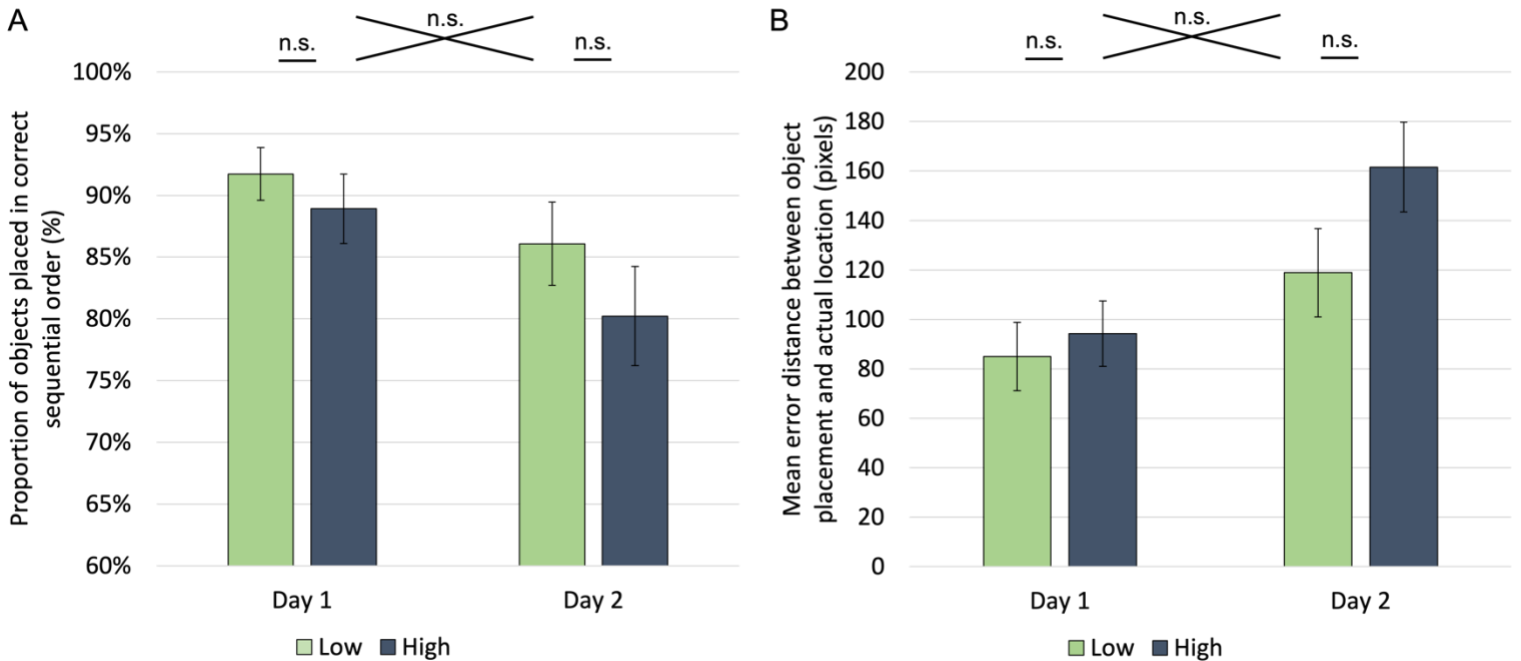 A
n.s.
n.s.
n.s.
100%
95%
90%
85%
80%
75%
70%
65%
60%
Proportion of objects placed in correct
sequential order (%)
Day 1
Day 2
Low
High
B
n.s.
n.s.
n.s.
200
180
160
140
120
100
80
60
40
20
0
Mean error distance between object
placement and actual location (pixels)
Day 1
Day 2
Low
High